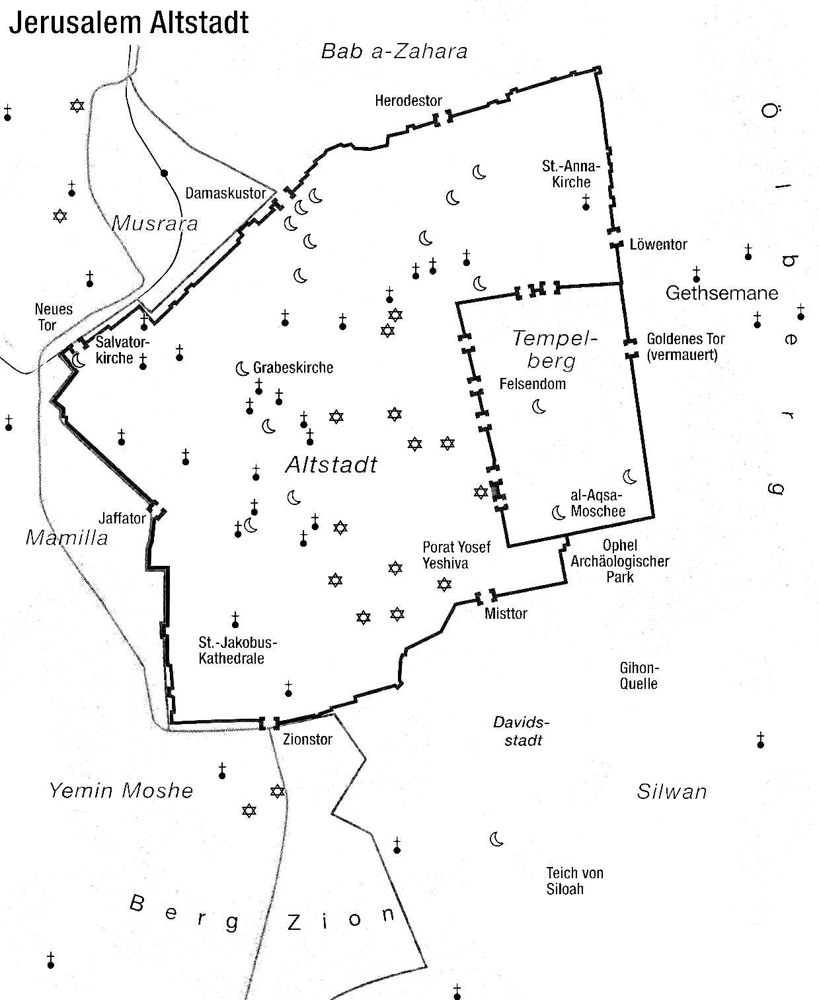 Jerusalem Altstadt
Bab a-Zahara
Herodestor
St.-Anna-
Kirche
Damaskustor
Musrara
Löwentor
Ölberg
Gethsemane
Neues
Tor
Salvator-
kirche
Tempel-
berg
Goldenes Tor
(vermauert)
Grabeskirche
Felsendom
Altstadt
al-Aqsa-
Moschee
Jaffator
Mamilla
Porat Yosef
Yeshiva
Ophel
Archäologischer
Park
Misttor
St.-Jakobus-
Kathedrale
Gihon-
Quelle
Davids-
stadt
Zionstor
Yemin Moshe
Silwan
Teich von
Siloah
Berg Zion